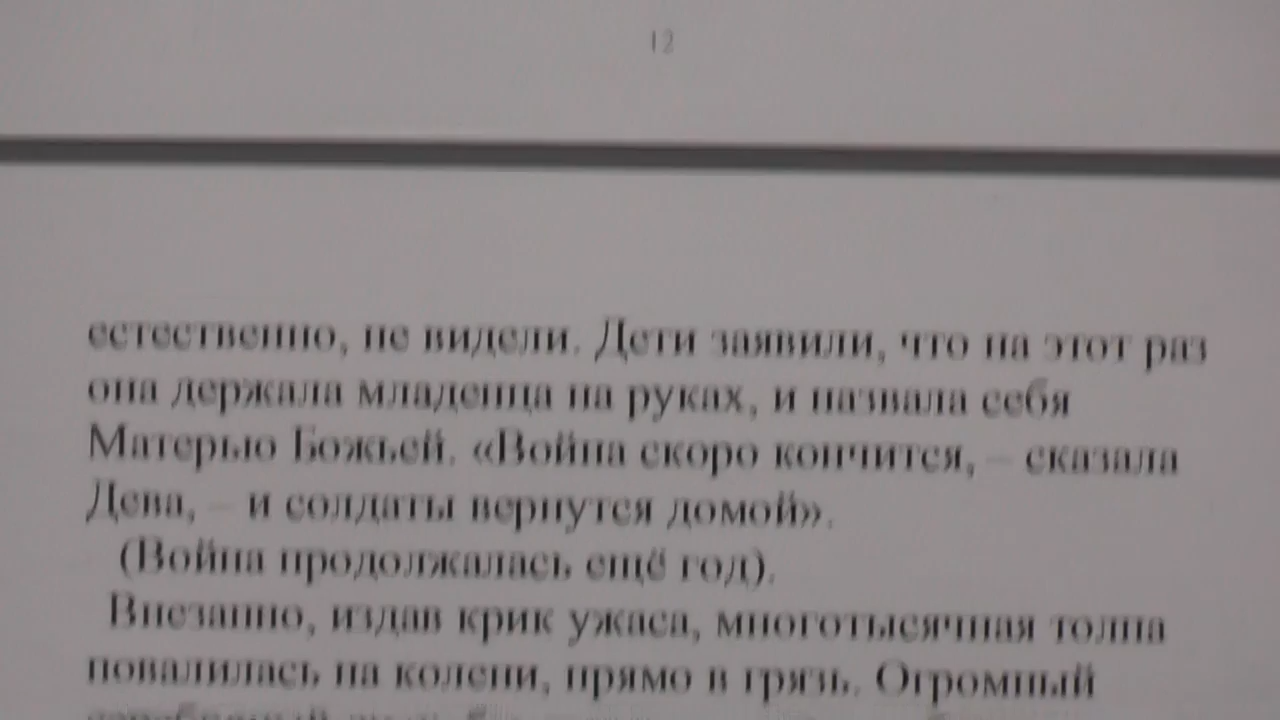 12
естественно, не видели. Дети заявили, что на этот раз
она держала младенца на руках, и назвала себя
Матерью Божьей. «Война скоро кончится, – сказала
Дева, – и солдаты вернутся домой».
(Война продолжалась ещё год).
Внезапно, издав крик ужаса, многотысячная толпа
повалилась на колени, прямо в грязь. Огромный